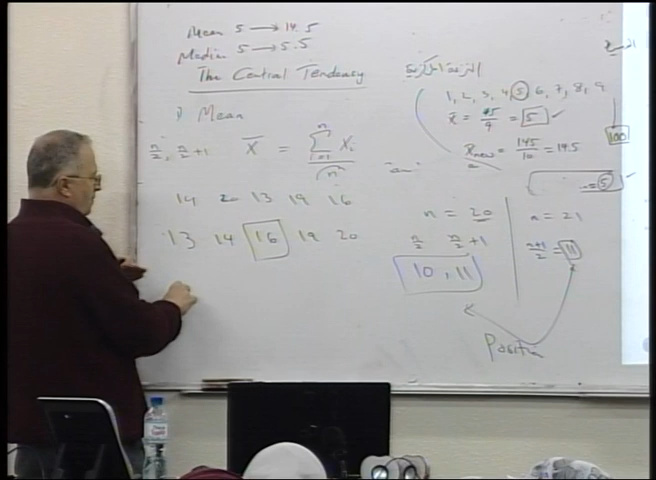 Mean 5 → 14.5
Median 5 → 5.5
The Central Tendency
النزعة المركزية
1) Mean
n/2, n/2+1
X̄ = ∑ᵢ₌₁ⁿ Xᵢ / n
14 20 13 19 16
13 14 16 19 20
1, 2, 3, 4, 5, 6, 7, 8, 9
x̄ = 45/9 = 5 ✓
100
x̄new = 145/10 = 14.5
= 5
n = 20
n/2 n/2+1
10, 11
n = 21
n+1/2 = 11
Position